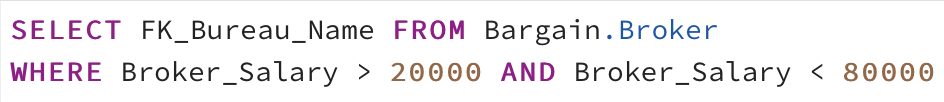 SELECT FK_Bureau_Name FROM Bargain.Broker
WHERE Broker_Salary > 20000 AND Broker_Salary < 80000